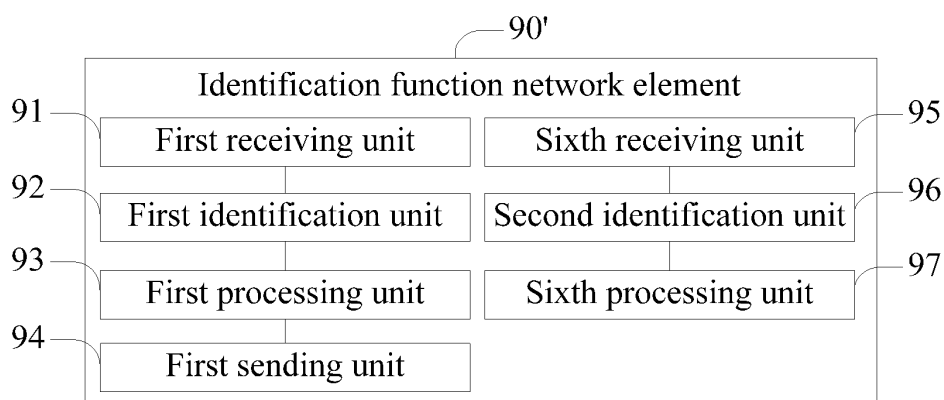 90'
Identification function network element
91
First receiving unit
Sixth receiving unit
95
92
First identification unit
Second identification unit
96
93
First processing unit
Sixth processing unit
97
94
First sending unit